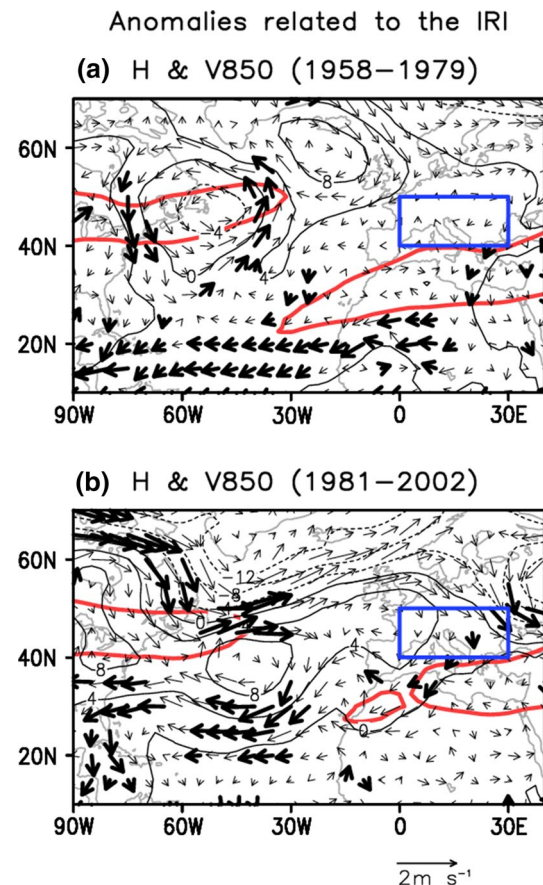 Anomalies related to the IRI
(a) H & V850 (1958−1979)
60N
40N
20N
8
-4
0
4
90W 60W 30W 0 30E
(b) H & V850 (1981−2002)
60N
40N
20N
-12
-8
-4
0
8
4
8
4
0
90W 60W 30W 0 30E
2m s⁻¹